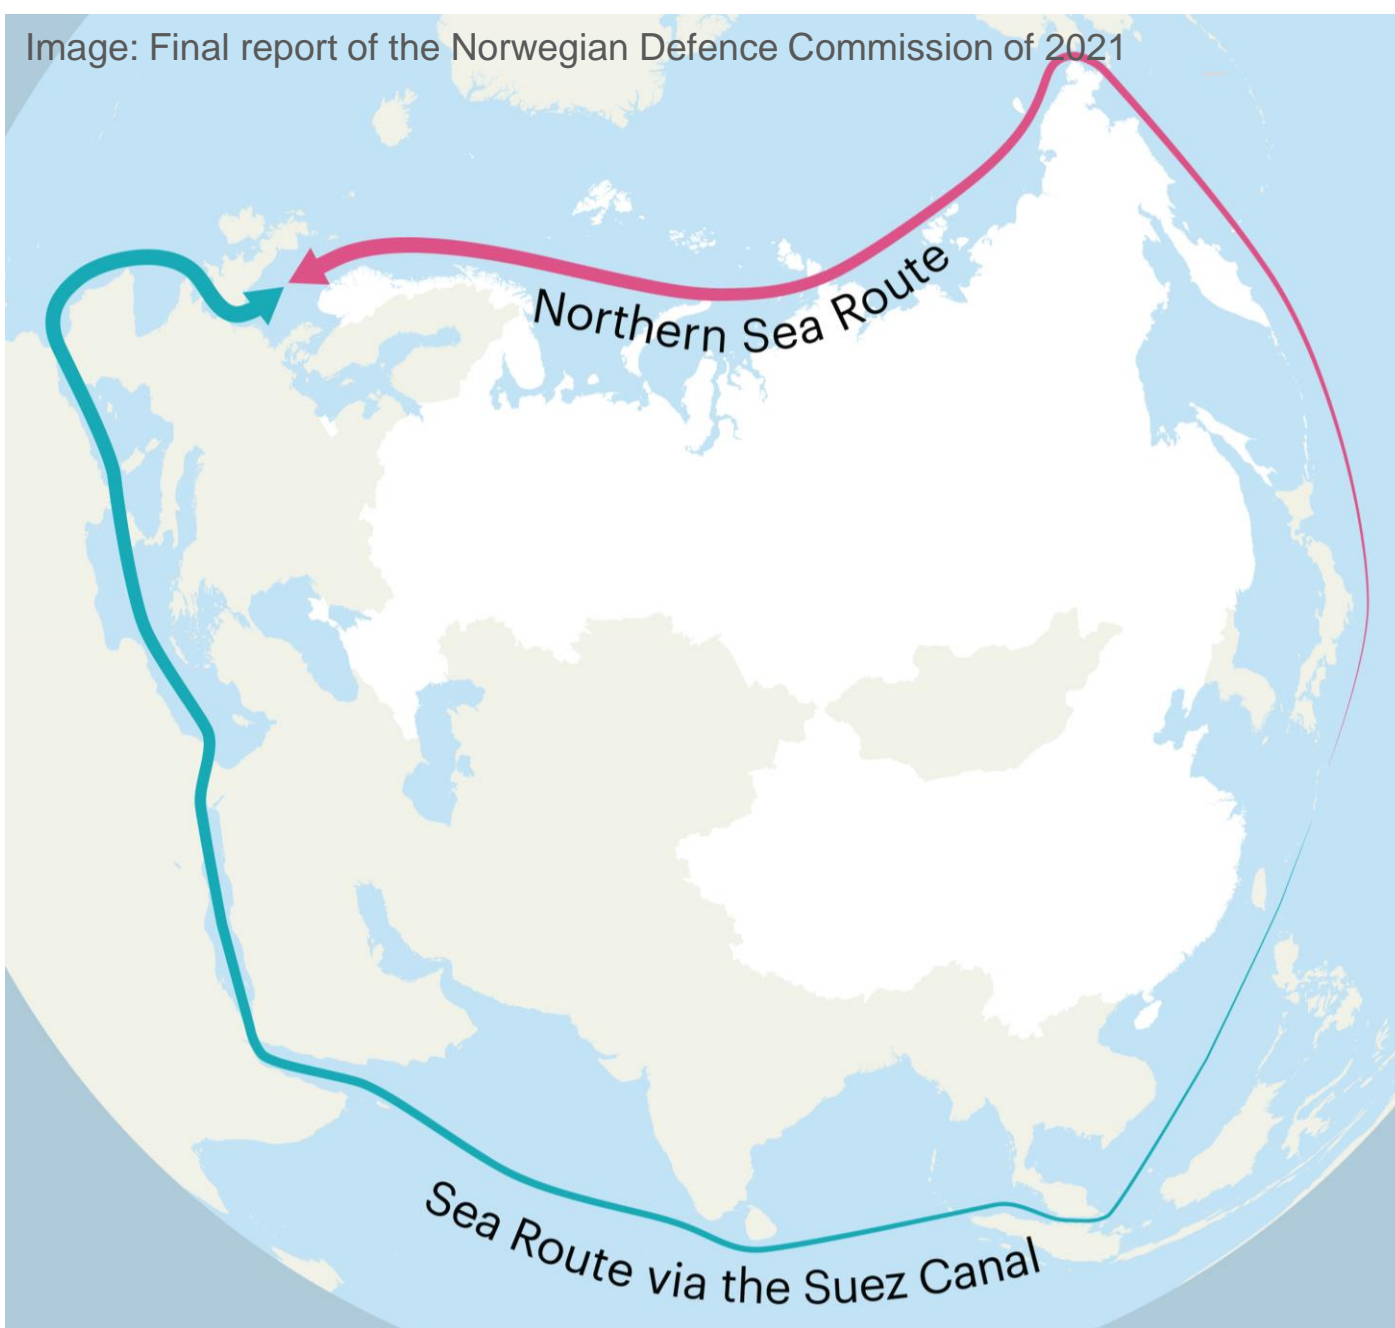 Image: Final report of the Norwegian Defence Commission of 2021
Northern Sea Route
Sea Route via the Suez Canal